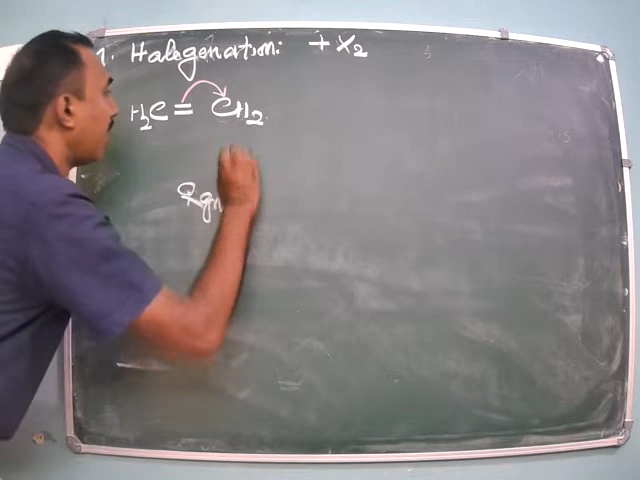 1. Halogenation: + X2
H2C = CH2